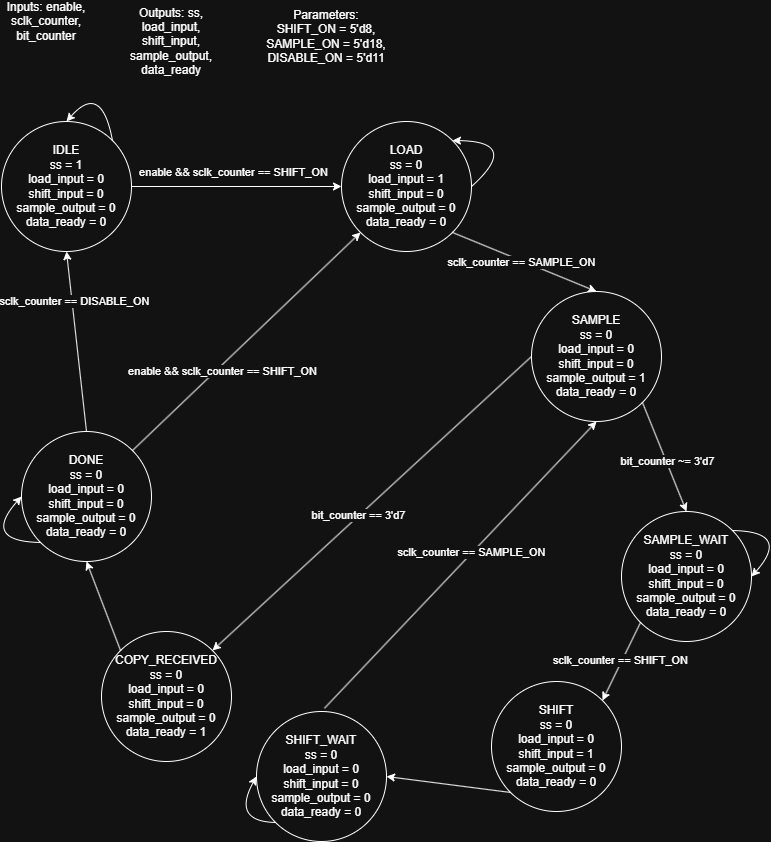 Inputs: enable,
sclk_counter,
bit_counter
Outputs: ss,
load_input,
shift_input,
sample_output,
data_ready
Parameters:
SHIFT_ON = 5'd8,
SAMPLE_ON = 5'd18,
DISABLE_ON = 5'd11
IDLE
ss = 1
load_input = 0
shift_input = 0
sample_output = 0
data_ready = 0
enable && sclk_counter == SHIFT_ON
LOAD
ss = 0
load_input = 1
shift_input = 0
sample_output = 0
data_ready = 0
sclk_counter == SAMPLE_ON
sclk_counter == DISABLE_ON
SAMPLE
ss = 0
load_input = 0
shift_input = 0
sample_output = 1
data_ready = 0
enable && sclk_counter == SHIFT_ON
DONE
ss = 0
load_input = 0
shift_input = 0
sample_output = 0
data_ready = 0
bit_counter ~= 3'd7
bit_counter == 3'd7
sclk_counter == SAMPLE_ON
SAMPLE_WAIT
ss = 0
load_input = 0
shift_input = 0
sample_output = 0
data_ready = 0
COPY_RECEIVED
ss = 0
load_input = 0
shift_input = 0
sample_output = 0
data_ready = 1
sclk_counter == SHIFT_ON
SHIFT
ss = 0
load_input = 0
shift_input = 1
sample_output = 0
data_ready = 0
SHIFT_WAIT
ss = 0
load_input = 0
shift_input = 0
sample_output = 0
data_ready = 0